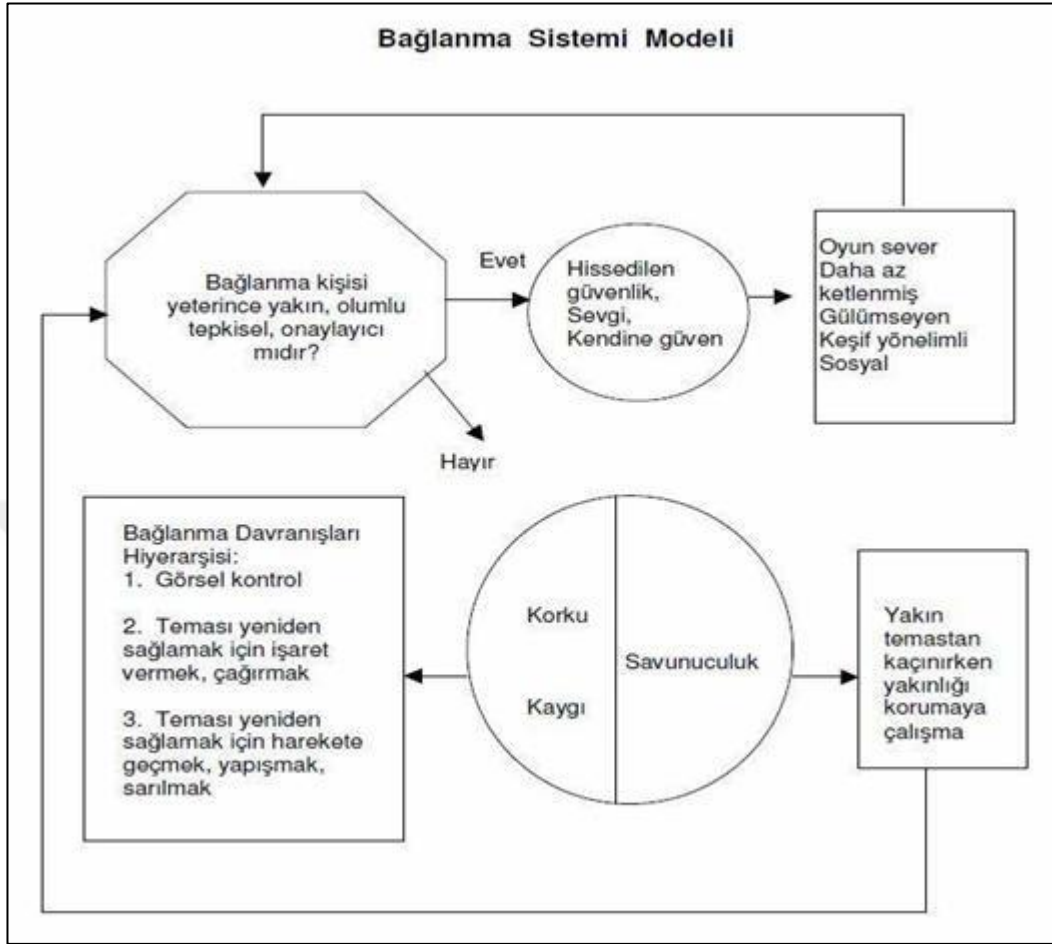 Bağlanma Sistemi Modeli
Bağlanma kişisi
yeterince yakın, olumlu
tepkisel, onaylayıcı
mıdır?
Evet
Hissedilen
güvenlik,
Sevgi,
Kendine güven
Oyun sever
Daha az
ketlenmiş
Gülümseyen
Keşif yönelimli
Sosyal
Hayır
Bağlanma Davranışları
Hiyerarşisi:
1. Görsel kontrol
2. Teması yeniden
sağlamak için işaret
vermek, çağırmak
3. Teması yeniden
sağlamak için harekete
geçmek, yapışmak,
sarılmak
Korku
Kaygı
Savunuculuk
Yakın
temastan
kaçınırken
yakınlığı
korumaya
çalışma